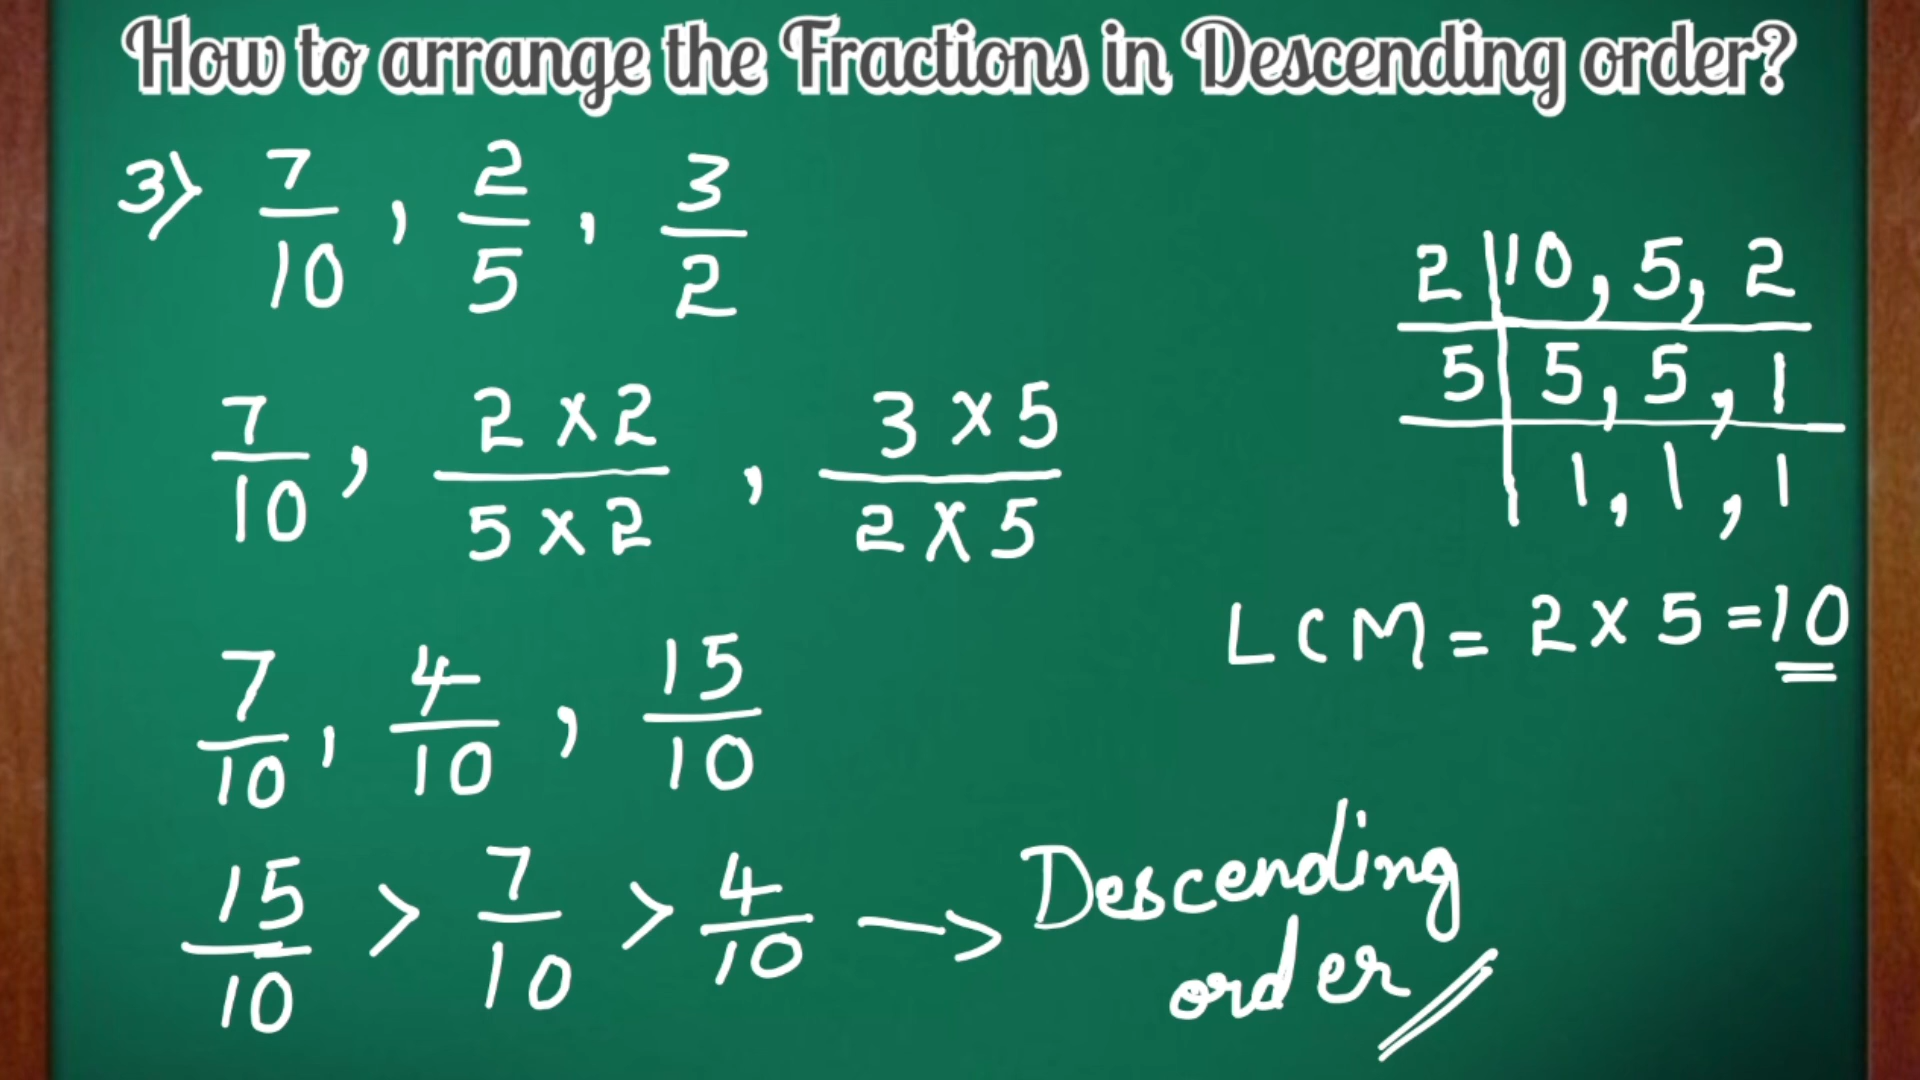 How to arrange the Fractions in Descending order?
3) 7/10 , 2/5 , 3/2
7/10 , 2 x 2/5 x 2 , 3 x 5/2 x 5
7/10 , 4/10 , 15/10
15/10 > 7/10 > 4/10 → Descending order
2 | 10 , 5 , 2
5 | 5 , 5 , 1
| 1 , 1 , 1
LCM = 2 x 5 = 10